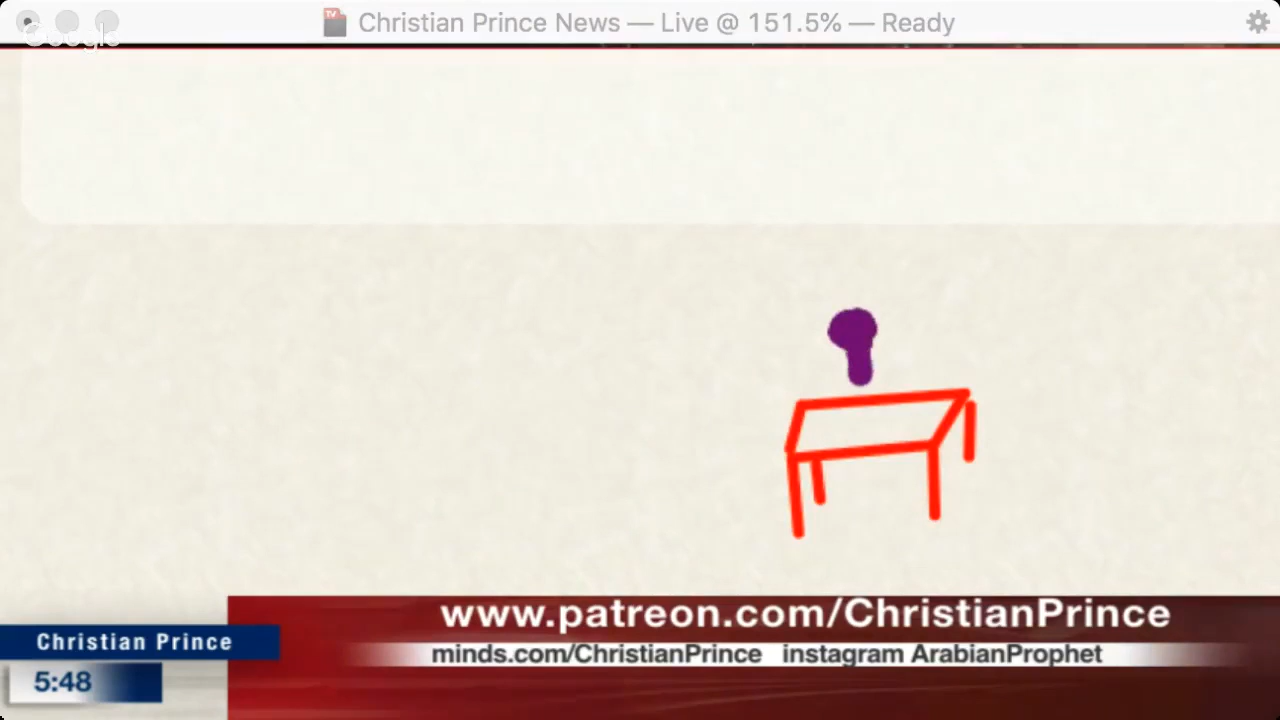 Christian Prince News — Live @ 151.5% — Ready
Google
www.patreon.com/ChristianPrince
Christian Prince
minds.com/ChristianPrince instagram ArabianProphet
5:48